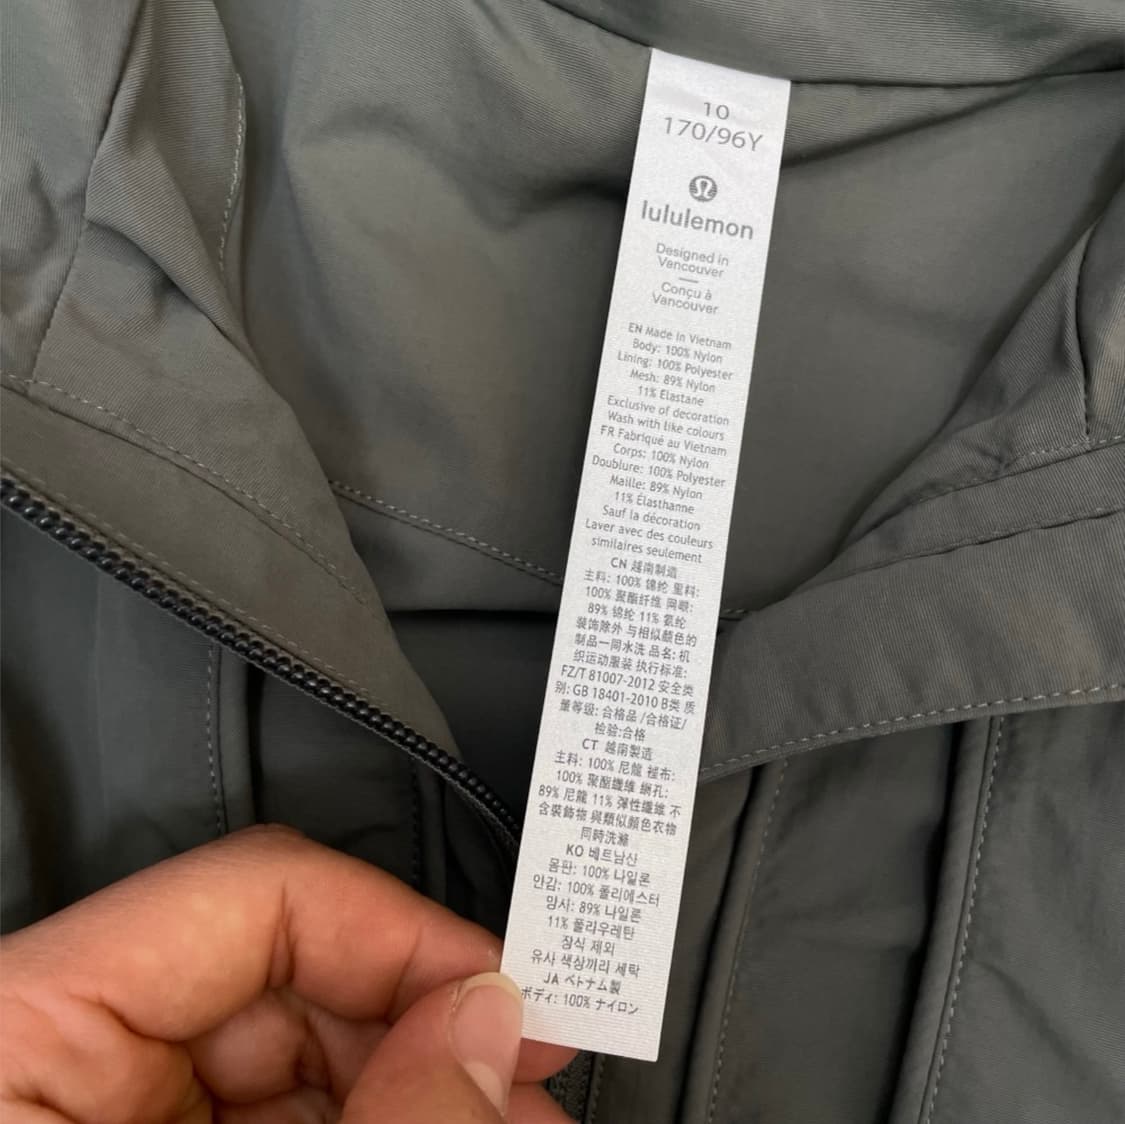 10
170/96Y
lululemon
Designed in
Vancouver
Conçu à
Vancouver
EN Made in Vietnam
Body: 100% Nylon
Lining: 100% Polyester
Mesh: 89% Nylon
11% Elastane
Exclusive of decoration
Wash with like colours
FR Fabriqué au Vietnam
Corps: 100% Nylon
Doublure: 100% Polyester
Maille: 89% Nylon
11% Élasthanne
Sauf la décoration
Laver avec des couleurs
similaires seulement
CN 越南制造
主料: 100% 锦纶 里料:
100% 聚酯纤维 网眼:
89% 锦纶 11% 氨纶
装饰除外 与相似颜色的
制品一同水洗 品名: 机
织运动服装 执行标准:
FZ/T 81007-2012 安全类
别: GB 18401-2010 B类 质
量等级: 合格品 /合格证/
检验:合格
CT 越南製造
主料: 100% 尼龍 裡布:
100% 聚酯纖維 網孔:
89% 尼龍 11% 彈性纖維 不
含裝飾物 與類似顏色衣物
同時洗滌
KO 베트남산
몸판: 100% 나일론
안감: 100% 폴리에스터
망사: 89% 나일론
11% 폴리우레탄
장식 제외
유사 색상끼리 세탁
JA ベトナム製
ボディ: 100% ナイロン